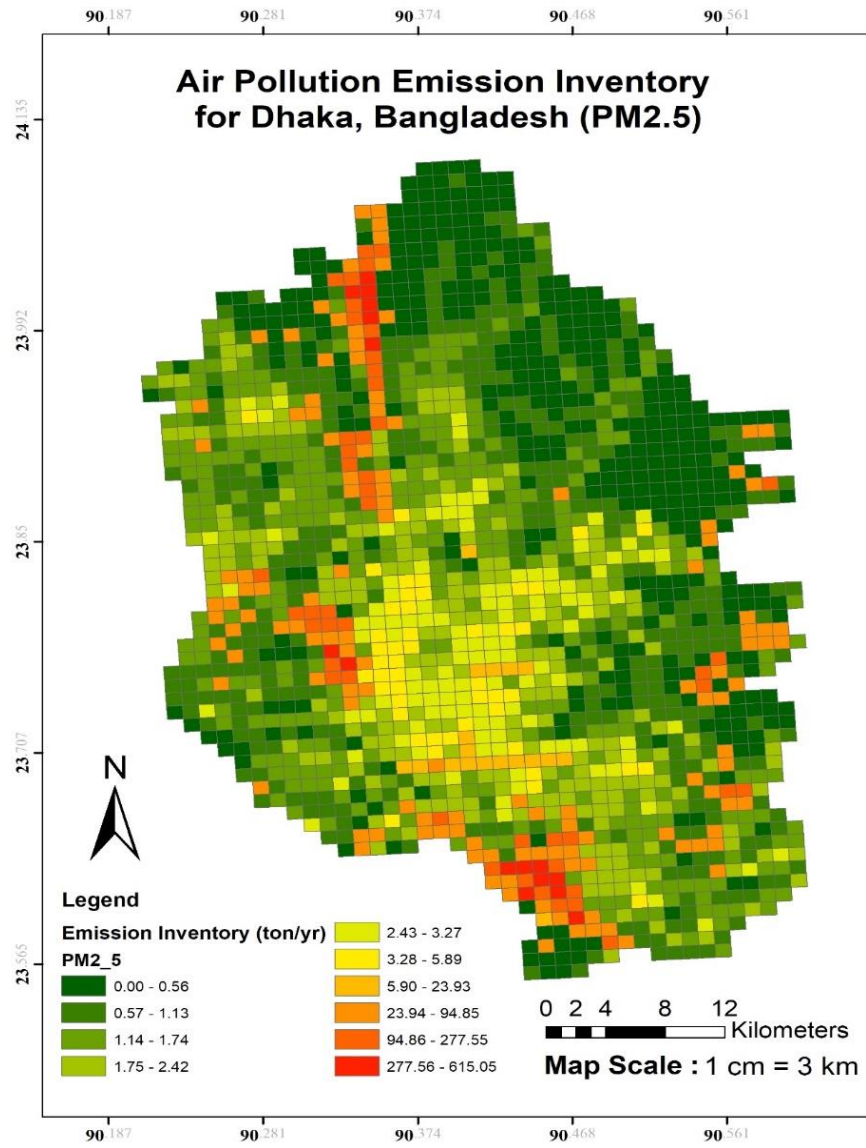 90.187 90.281 90.374 90.468 90.561
Air Pollution Emission Inventory
for Dhaka, Bangladesh (PM2.5)
24.135
23.992
23.85
23.707
23.565
N
Legend
Emission Inventory (ton/yr)
PM2_5
0.00 - 0.56
0.57 - 1.13
1.14 - 1.74
1.75 - 2.42
2.43 - 3.27
3.28 - 5.89
5.90 - 23.93
23.94 - 94.85
94.86 - 277.55
277.56 - 615.05
0 2 4 8 12
Kilometers
Map Scale : 1 cm = 3 km
90.187 90.281 90.374 90.468 90.561